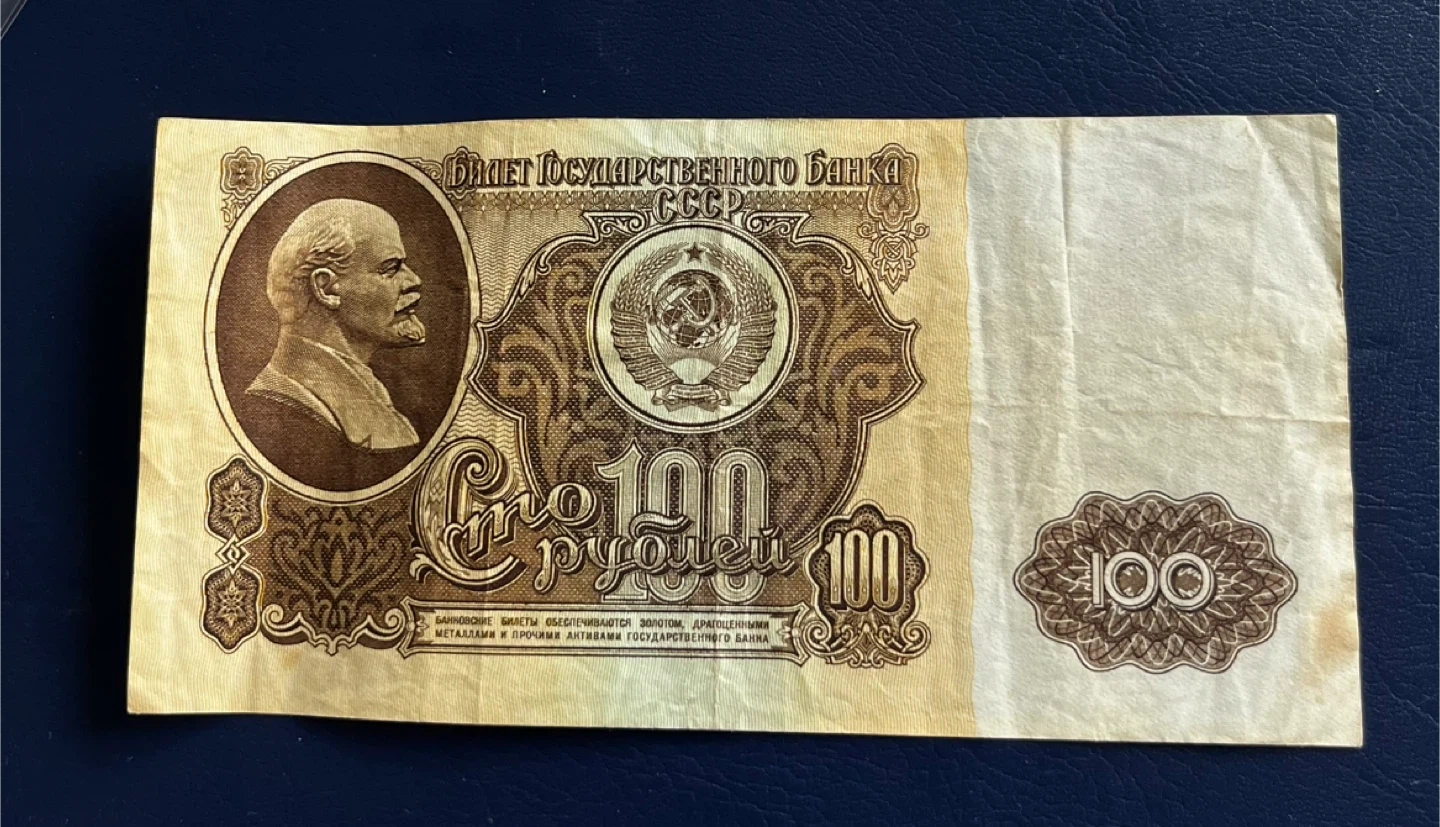 Билет Государственного Банка
СССР
Сто 100
рублей
100
100
БАНКОВСКИЕ БИЛЕТЫ ОБЕСПЕЧИВАЮТСЯ ЗОЛОТОМ, ДРАГОЦЕННЫМИ
МЕТАЛЛАМИ И ПРОЧИМИ АКТИВАМИ ГОСУДАРСТВЕННОГО БАНКА